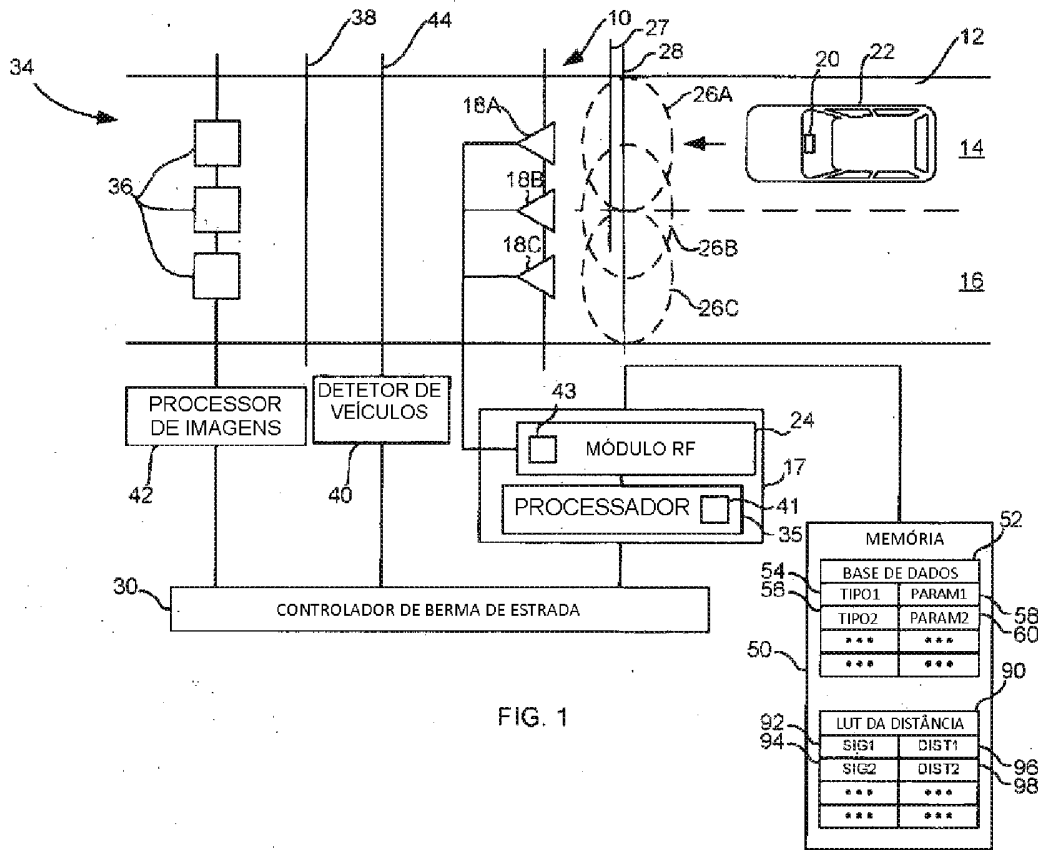 34
38
44
10
27
28
20
22
12
18A
26A
14
36
18B
18C
26B
16
26C
PROCESSOR
DE IMAGENS
42
DETETOR DE
VEÍCULOS
40
43
MÓDULO RF
24
17
PROCESSADOR
41
35
30
CONTROLADOR DE BERMA DE ESTRADA
MEMÓRIA
52
BASE DE DADOS
54
TIPO1 PARAM1
58
56
TIPO2 PARAM2
60
*** ***
*** ***
50
90
LUT DA DISTÂNCIA
92
SIG1 DIST1
96
94
SIG2 DIST2
98
*** ***
*** ***
FIG. 1